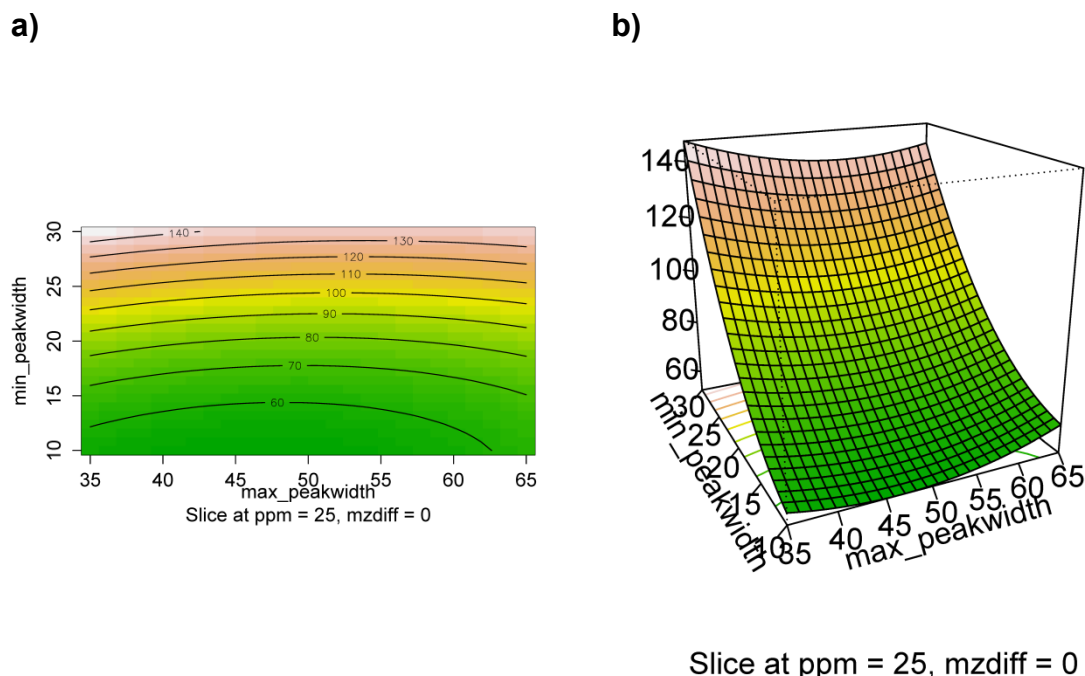 a)
b)
30
25
20
15
10
min_peakwidth
140
130
120
110
100
90
80
70
60
35 40 45 50 55 60 65
max_peakwidth
Slice at ppm = 25, mzdiff = 0
140
120
100
80
60
30
25
20
15
10
min_peakwidth
35 40 45 50 55 60 65
max_peakwidth
Slice at ppm = 25, mzdiff = 0